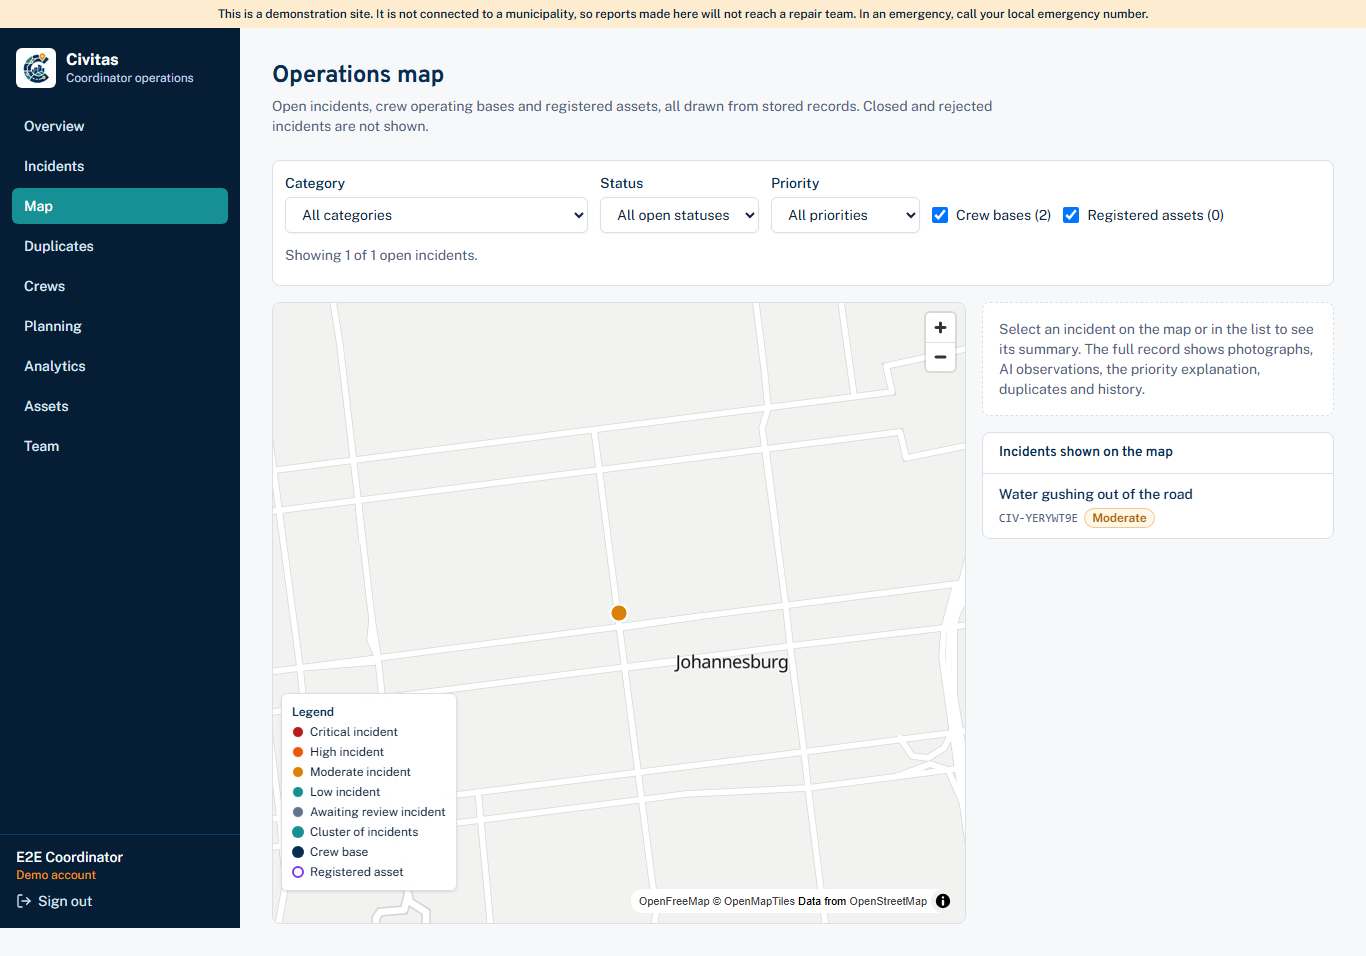 This is a demonstration site. It is not connected to a municipality, so reports made here will not reach a repair team. In an emergency, call your local emergency number.
Civitas
Coordinator operations
Overview
Incidents
Map
Duplicates
Crews
Planning
Analytics
Assets
Team
E2E Coordinator
Demo account
Sign out
Operations map
Open incidents, crew operating bases and registered assets, all drawn from stored records. Closed and rejected
incidents are not shown.
Category
Status
Priority
All categories
All open statuses
All priorities
Crew bases (2)
Registered assets (0)
Showing 1 of 1 open incidents.
Johannesburg
Legend
Critical incident
High incident
Moderate incident
Low incident
Awaiting review incident
Cluster of incidents
Crew base
Registered asset
OpenFreeMap © OpenMapTiles Data from OpenStreetMap
Select an incident on the map or in the list to see
its summary. The full record shows photographs,
AI observations, the priority explanation,
duplicates and history.
Incidents shown on the map
Water gushing out of the road
CIV-YERYWT9E Moderate